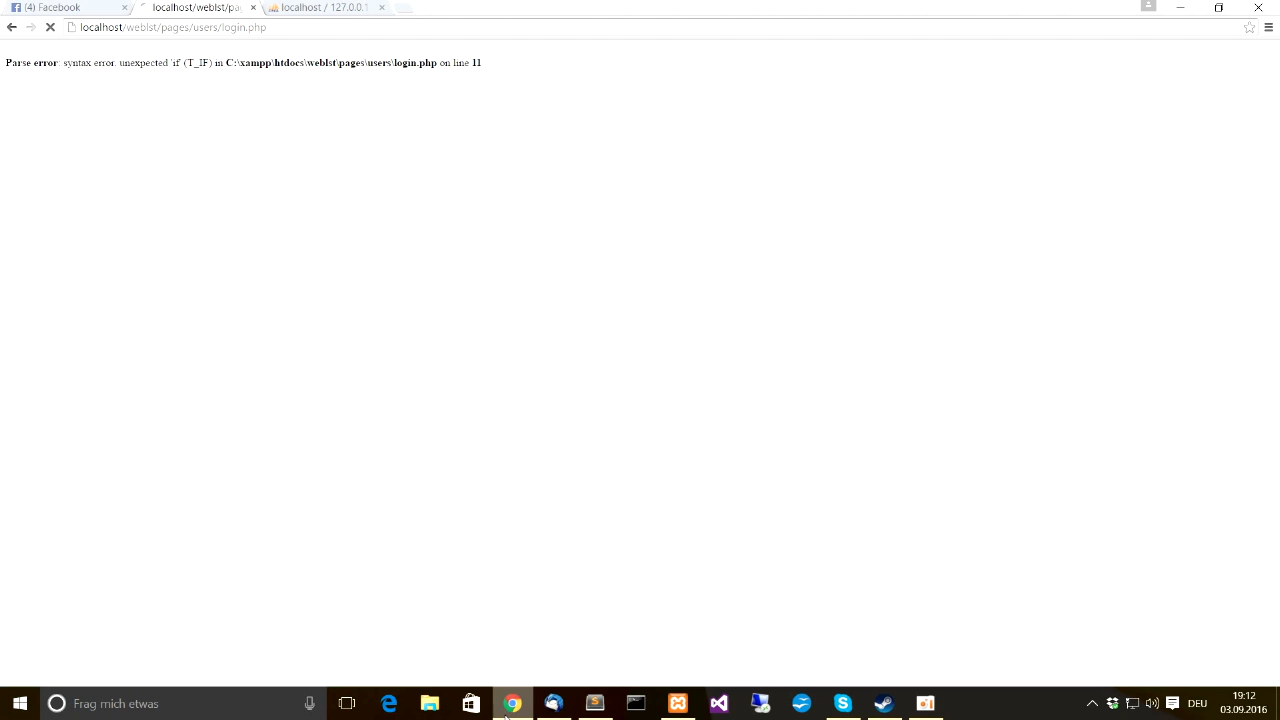 (4) Facebook
localhost/weblst/pa
localhost / 127.0.0.1
localhost/weblst/pages/users/login.php
Parse error: syntax error, unexpected 'if' (T_IF) in C:\xampp\htdocs\weblst\pages\users\login.php on line 11
Frag mich etwas
DEU
19:12
03.09.2016